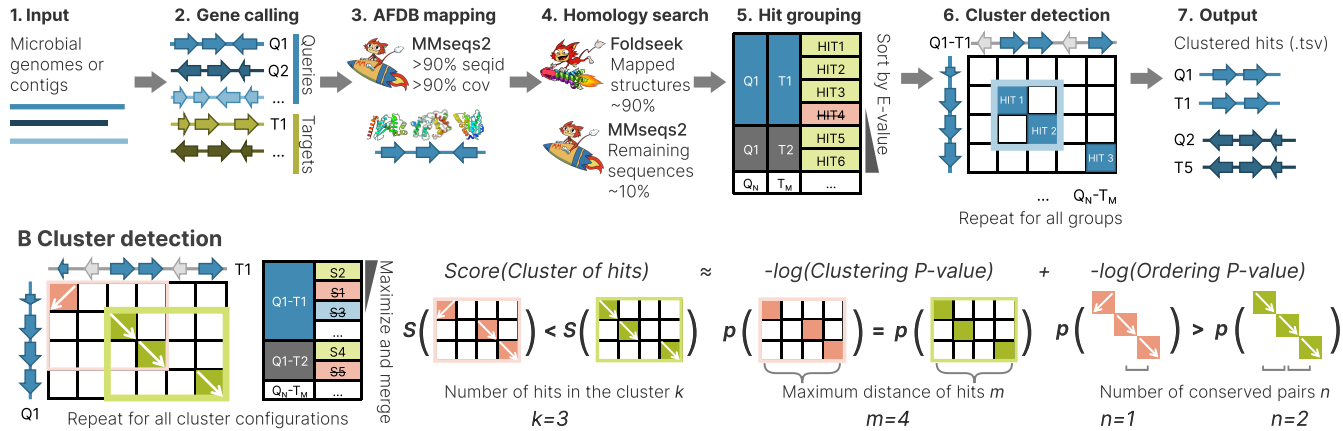 1. Input
Microbial
genomes or
contigs
2. Gene calling
Q1
Q2
...
Queries
T1
...
Targets
3. AFDB mapping
MMseqs2
>90% seqid
>90% cov
4. Homology search
Foldseek
Mapped
structures
~90%
MMseqs2
Remaining
sequences
~10%
5. Hit grouping
Q1 T1
HIT1
HIT2
HIT3
HIT4
Q1 T2
HIT5
HIT6
QN TM ...
Sort by E-value
6. Cluster detection
Q1-T1
HIT 1
HIT 2
HIT 3
... QN-TM
Repeat for all groups
7. Output
Clustered hits (.tsv)
Q1
T1
Q2
T5
B Cluster detection
T1
Q1
Repeat for all cluster configurations
Q1-T1
S2
S1
S3
...
Q1-T2
S4
S5
QN-TM ...
Maximize and merge
Score(Cluster of hits) ≈ -log(Clustering P-value) + -log(Ordering P-value)
S( ) < S( ) p( ) = p( ) p( ) > p( )
Number of hits in the cluster k
k=3
Maximum distance of hits m
m=4
Number of conserved pairs n
n=1 n=2